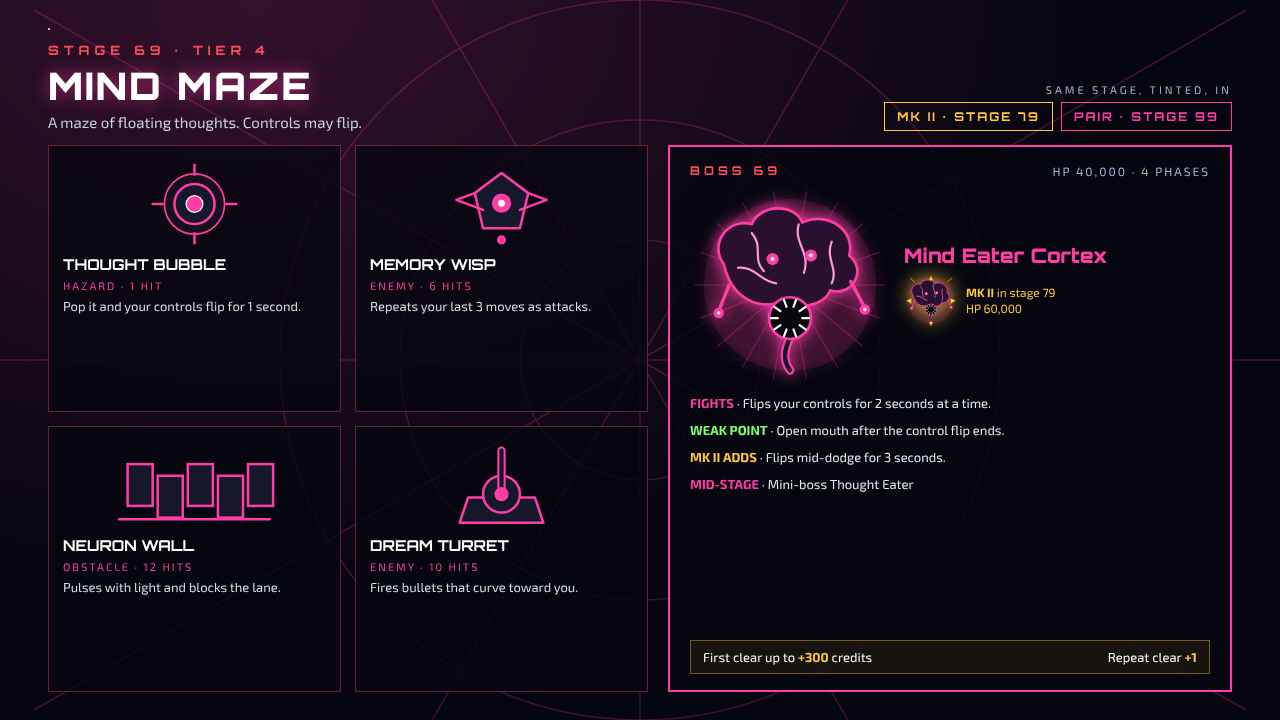 .
STAGE 69 · TIER 4
MIND MAZE
A maze of floating thoughts. Controls may flip.
SAME STAGE, TINTED, IN
MK II · STAGE 79
PAIR · STAGE 99
THOUGHT BUBBLE
HAZARD · 1 HIT
Pop it and your controls flip for 1 second.
MEMORY WISP
ENEMY · 6 HITS
Repeats your last 3 moves as attacks.
NEURON WALL
OBSTACLE · 12 HITS
Pulses with light and blocks the lane.
DREAM TURRET
ENEMY · 10 HITS
Fires bullets that curve toward you.
BOSS 69
HP 40,000 · 4 PHASES
Mind Eater Cortex
MK II in stage 79
HP 60,000
FIGHTS · Flips your controls for 2 seconds at a time.
WEAK POINT · Open mouth after the control flip ends.
MK II ADDS · Flips mid-dodge for 3 seconds.
MID-STAGE · Mini-boss Thought Eater
First clear up to +300 credits
Repeat clear +1